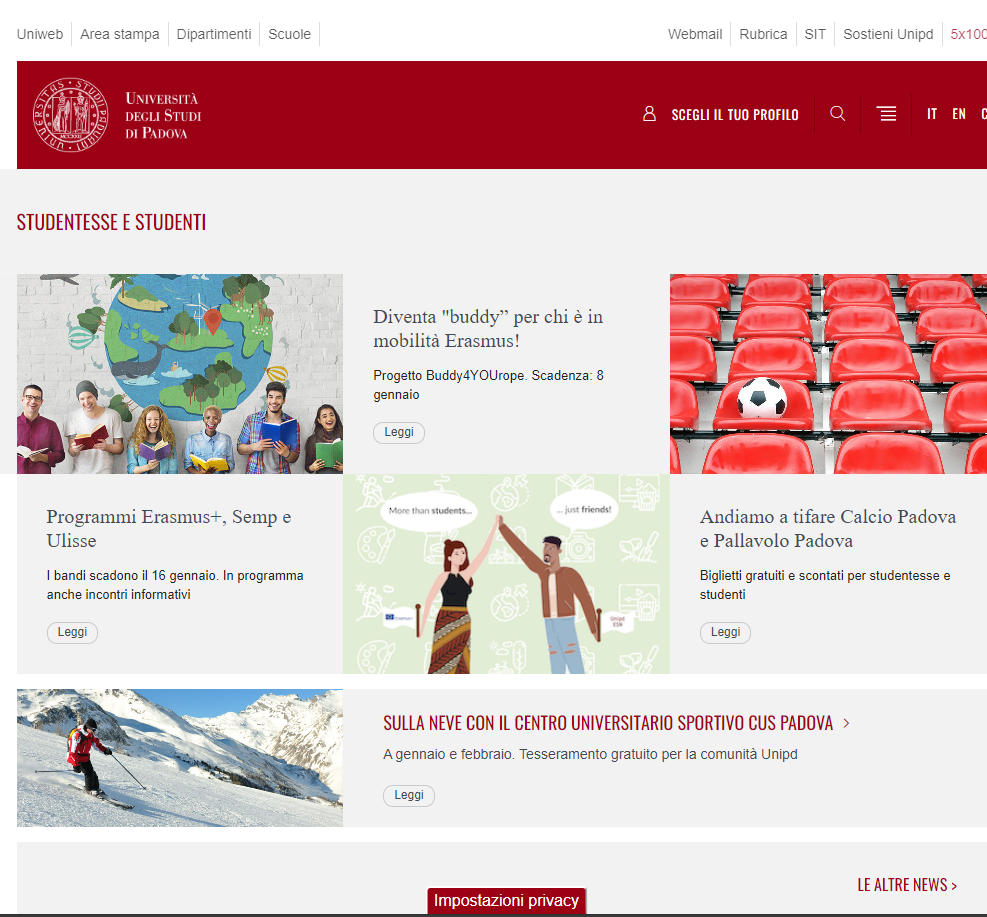 Uniweb
Area stampa
Dipartimenti
Scuole
Webmail
Rubrica
SIT
Sostieni Unipd
5x100
UNIVERSITÀ
DEGLI STUDI
DI PADOVA
SCEGLI IL TUO PROFILO
IT
EN
STUDENTESSE E STUDENTI
Diventa "buddy” per chi è in
mobilità Erasmus!
Progetto Buddy4YOUrope. Scadenza: 8
gennaio
Leggi
Programmi Erasmus+, Semp e
Ulisse
I bandi scadono il 16 gennaio. In programma
anche incontri informativi
Leggi
More than students...
... just friends!
Erasmus+
Unipd
ESN
Andiamo a tifare Calcio Padova
e Pallavolo Padova
Biglietti gratuiti e scontati per studentesse e
studenti
Leggi
SULLA NEVE CON IL CENTRO UNIVERSITARIO SPORTIVO CUS PADOVA >
A gennaio e febbraio. Tesseramento gratuito per la comunità Unipd
Leggi
LE ALTRE NEWS >
Impostazioni privacy